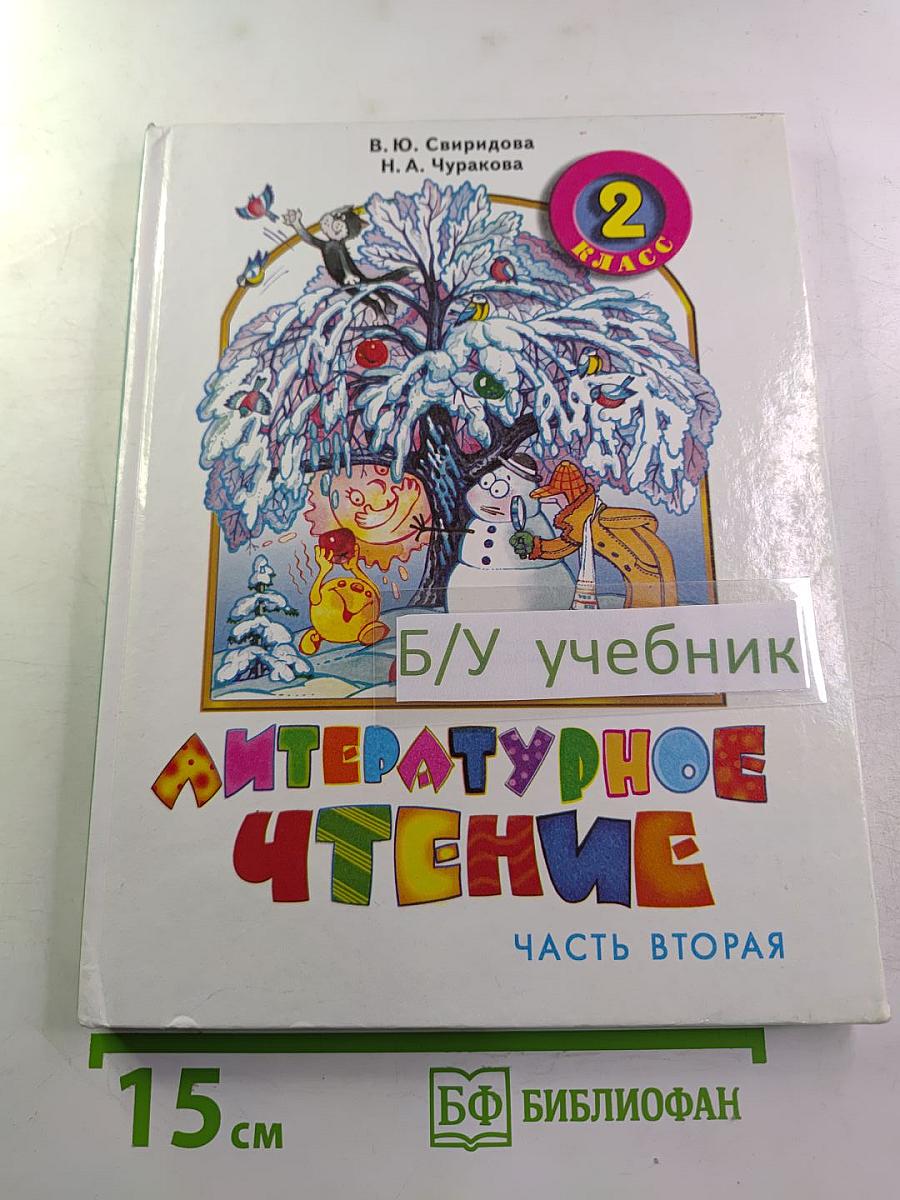 В. Ю. Свиридова
Н. А. Чуракова
2
КЛАСС
Б/У учебник
ЛИТЕРАТУРНОЕ
ЧТЕНИЕ
ЧАСТЬ ВТОРАЯ
15 см
БФ БИБЛИОФАН